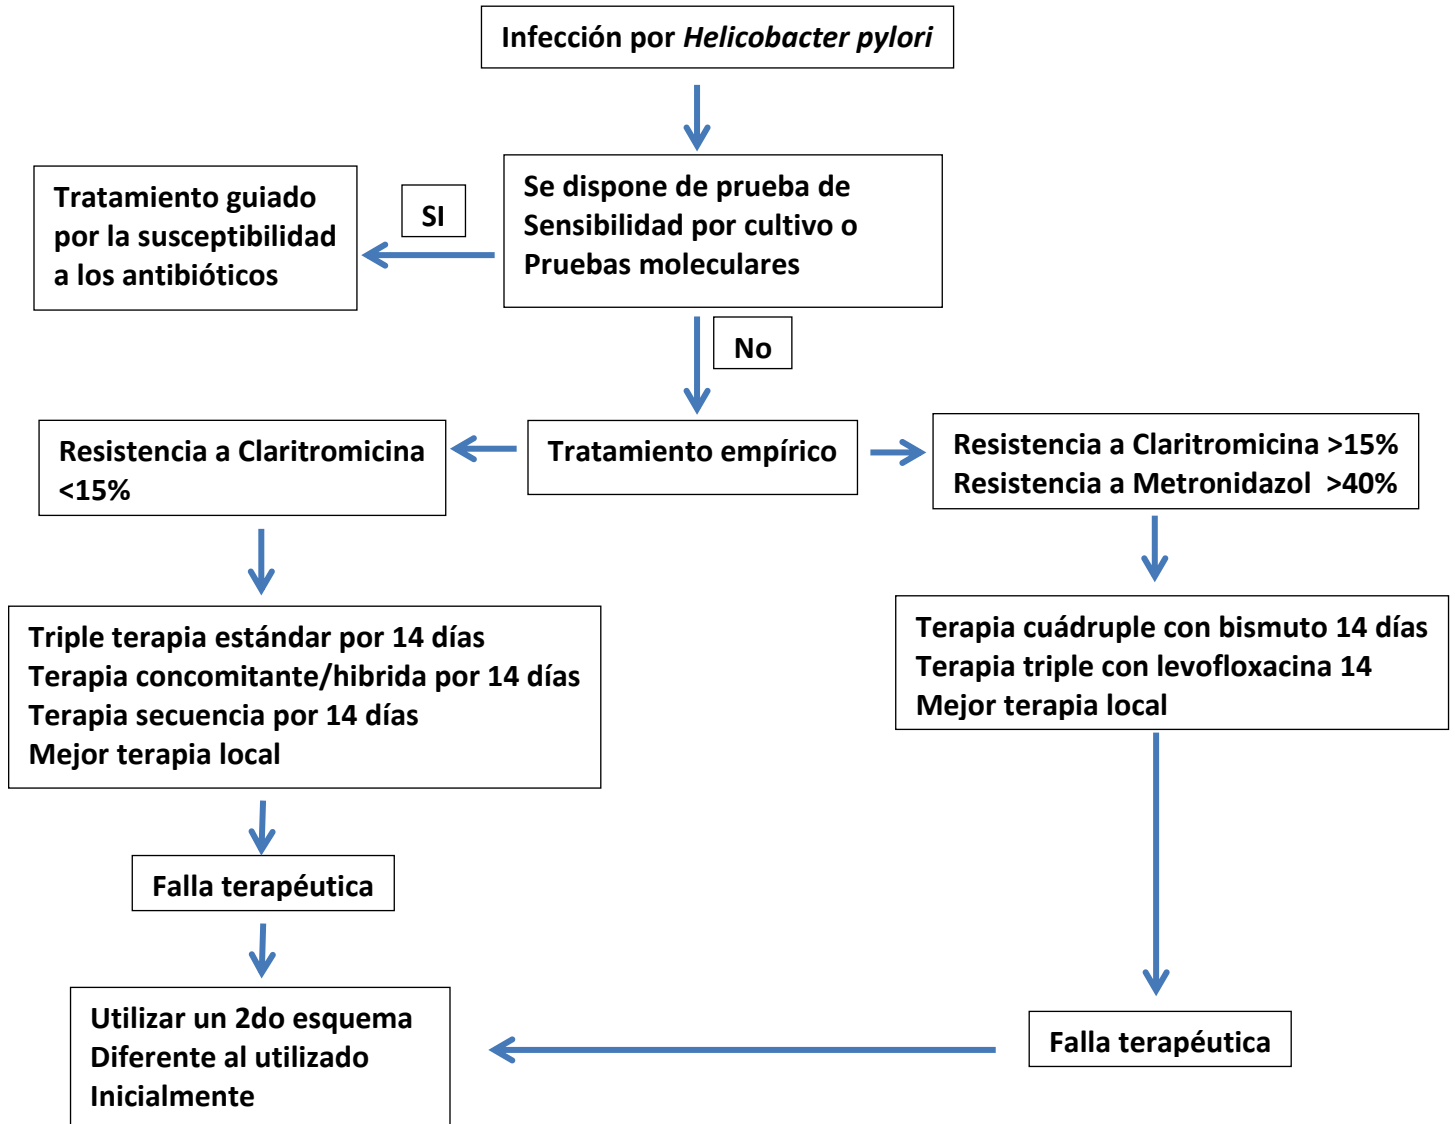 Infección por Helicobacter pylori
Tratamiento guiado
por la susceptibilidad
a los antibióticos
SI
Se dispone de prueba de
Sensibilidad por cultivo o
Pruebas moleculares
No
Resistencia a Claritromicina
<15%
Tratamiento empírico
Resistencia a Claritromicina >15%
Resistencia a Metronidazol >40%
Triple terapia estándar por 14 días
Terapia concomitante/hibrida por 14 días
Terapia secuencia por 14 días
Mejor terapia local
Terapia cuádruple con bismuto 14 días
Terapia triple con levofloxacina 14
Mejor terapia local
Falla terapéutica
Utilizar un 2do esquema
Diferente al utilizado
Inicialmente
Falla terapéutica